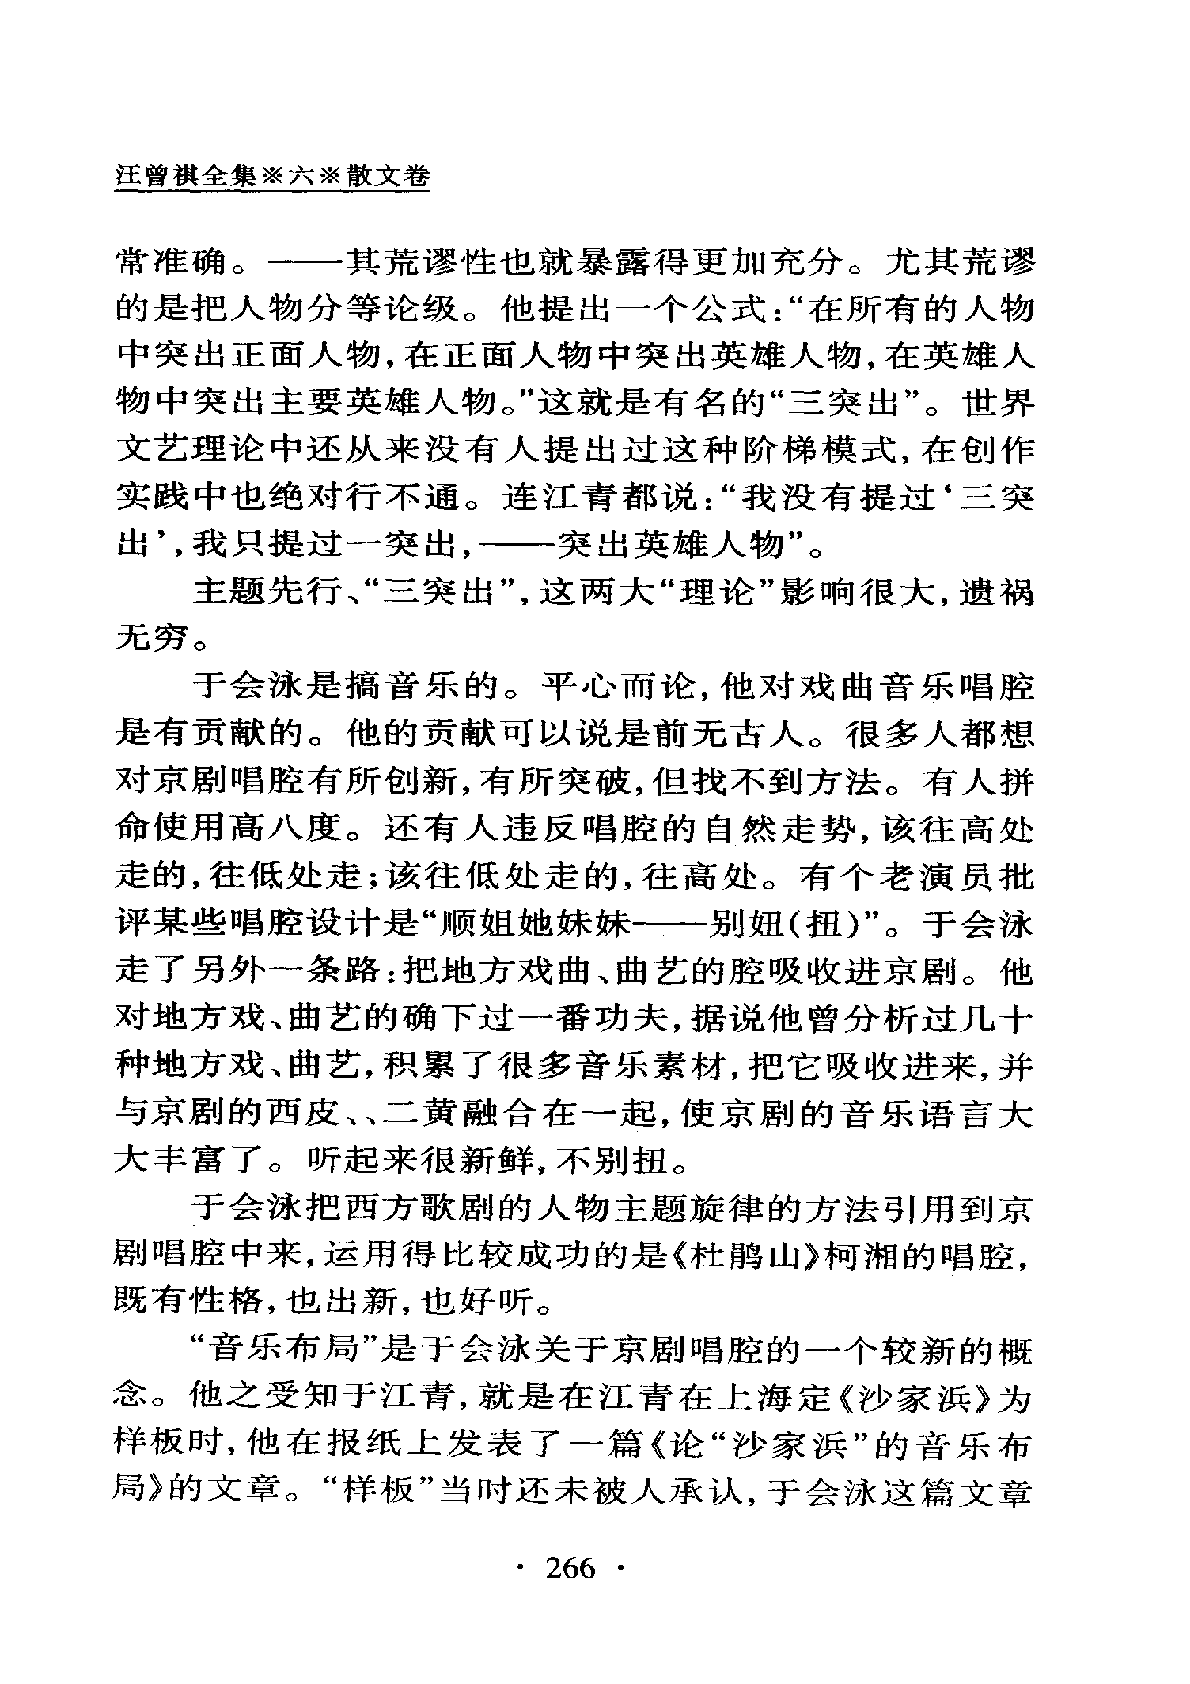 汪曾祺全集※六※散文卷
常准确。——其荒谬性也就暴露得更加充分。尤其荒谬
的是把人物分等论级。他提出一个公式:“在所有的人物
中突出正面人物,在正面人物中突出英雄人物,在英雄人
物中突出主要英雄人物。”这就是有名的“三突出”。世界
文艺理论中还从来没有人提出过这种阶梯模式,在创作
实践中也绝对行不通。连江青都说:“我没有提过‘三突
出’,我只提过一突出,——突出英雄人物”。
主题先行、“三突出”,这两大“理论”影响很大,遗祸
无穷。
于会泳是搞音乐的。平心而论,他对戏曲音乐唱腔
是有贡献的。他的贡献可以说是前无古人。很多人都想
对京剧唱腔有所创新,有所突破,但找不到方法。有人拼
命使用高八度。还有人违反唱腔的自然走势,该往高处
走的,往低处走;该往低处走的,往高处。有个老演员批
评某些唱腔设计是“顺姐她妹妹——别妞(扭)”。于会泳
走了另外一条路:把地方戏曲、曲艺的腔吸收进京剧。他
对地方戏、曲艺的确下过一番功夫,据说他曾分析过几十
种地方戏、曲艺,积累了很多音乐素材,把它吸收进来,并
与京剧的西皮、、二黄融合在一起,使京剧的音乐语言大
大丰富了。听起来很新鲜,不别扭。
于会泳把西方歌剧的人物主题旋律的方法引用到京
剧唱腔中来,运用得比较成功的是《杜鹃山》柯湘的唱腔,
既有性格,也出新,也好听。
“音乐布局”是于会泳关于京剧唱腔的一个较新的概
念。他之受知于江青,就是在江青在上海定《沙家浜》为
样板时,他在报纸上发表了一篇《论“沙家浜”的音乐布
局》的文章。“样板”当时还未被人承认,于会泳这篇文章
· 266 ·